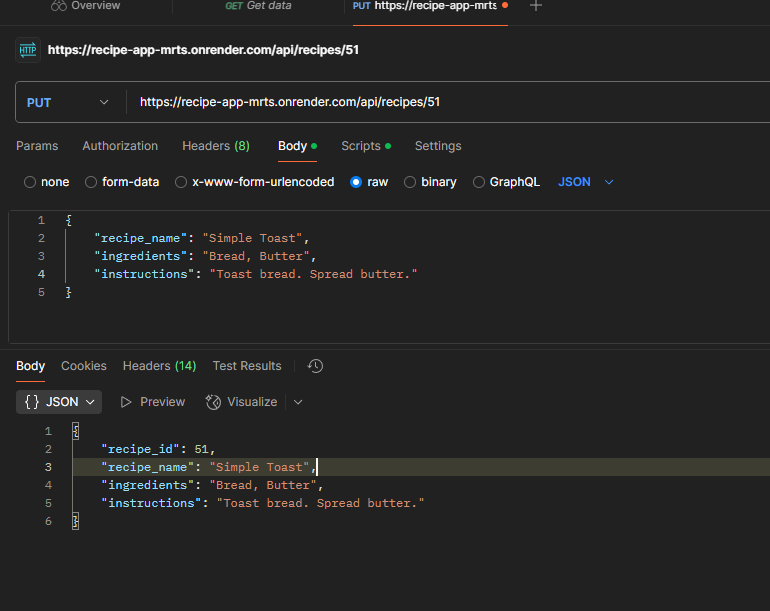 Overview
GET Get data
PUT https://recipe-app-mrts
HTTP https://recipe-app-mrts.onrender.com/api/recipes/51
PUT https://recipe-app-mrts.onrender.com/api/recipes/51
Params Authorization Headers (8) Body Scripts Settings
none form-data x-www-form-urlencoded raw binary GraphQL JSON
1 {
2 "recipe_name": "Simple Toast",
3 "ingredients": "Bread, Butter",
4 "instructions": "Toast bread. Spread butter."
5 }
Body Cookies Headers (14) Test Results
{} JSON Preview Visualize
1 {
2 "recipe_id": 51,
3 "recipe_name": "Simple Toast",
4 "ingredients": "Bread, Butter",
5 "instructions": "Toast bread. Spread butter."
6 }